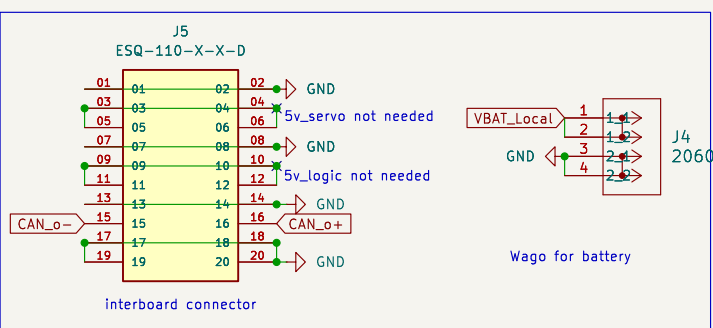 J5
ESQ-110-X-X-D
01 01 02 02 GND
03 03 04 04 5v_servo not needed
05 05 06 06
07 07 08 08 GND
09 09 10 10 5v_logic not needed
11 11 12 12
13 13 14 14 GND
CAN_o- 15 15 16 16 CAN_o+
17 17 18 18
19 19 20 20 GND
interboard connector
VBAT_Local 1 1_1
2 1_2
GND 3 2_1
4 2_2
J4
2060
Wago for battery